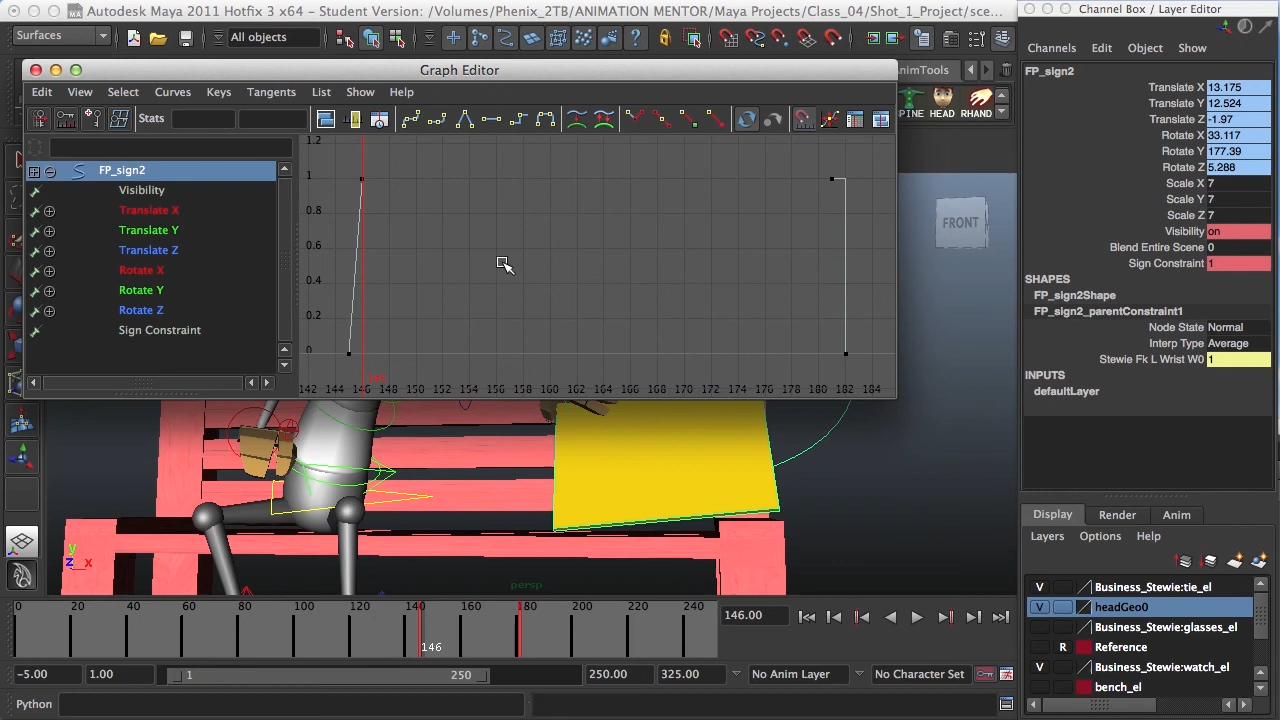 Autodesk Maya 2011 Hotfix 3 x64 - Student Version: /Volumes/Phenix_2TB/ANIMATION MENTOR/Maya Projects/Class_04/Shot_1_Project/sce...
Channel Box / Layer Editor
Surfaces
All objects
Channels Edit Object Show
Graph Editor
AnimTools
FP_sign2
Edit View Select Curves Keys Tangents List Show Help
Translate X 13.175
Translate Y 12.524
Translate Z -1.97
Rotate X 33.117
Rotate Y 177.39
Rotate Z 5.288
Scale X 7
Scale Y 7
Scale Z 7
Visibility on
Blend Entire Scene 0
Sign Constraint 1
SHAPES
FP_sign2Shape
FP_sign2_parentConstraint1
Node State Normal
Interp Type Average
Stewie Fk L Wrist W0 1
INPUTS
defaultLayer
PINE HEAD RHAND
Stats
FP_sign2
Visibility
Translate X
Translate Y
Translate Z
Rotate X
Rotate Y
Rotate Z
Sign Constraint
1.2
1
0.8
0.6
0.4
0.2
0
142 144 146 148 150 152 154 156 158 160 162 164 166 168 170 172 174 176 178 180 182 184
FRONT
persp
y
z x
Display Render Anim
Layers Options Help
V Business_Stewie:tie_el
V headGeo0
Business_Stewie:glasses_el
R Reference
V Business_Stewie:watch_el
bench_el
0 20 40 60 80 100 120 140 160 180 200 220 240
146
146.00
-5.00 1.00 1 250 250.00 325.00 No Anim Layer No Character Set
Python